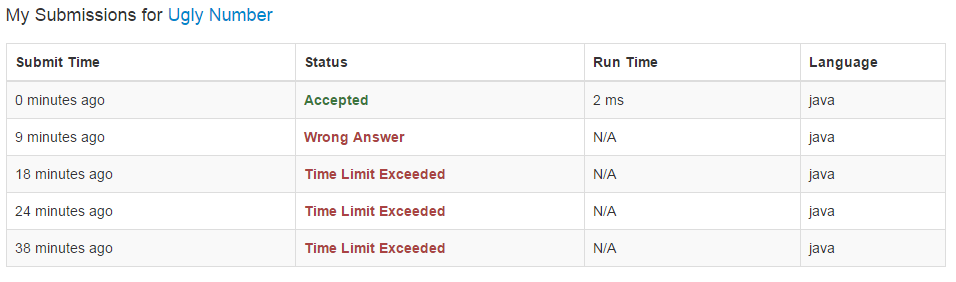 My Submissions for Ugly Number
Submit Time Status Run Time Language
0 minutes ago Accepted 2 ms java
9 minutes ago Wrong Answer N/A java
18 minutes ago Time Limit Exceeded N/A java
24 minutes ago Time Limit Exceeded N/A java
38 minutes ago Time Limit Exceeded N/A java